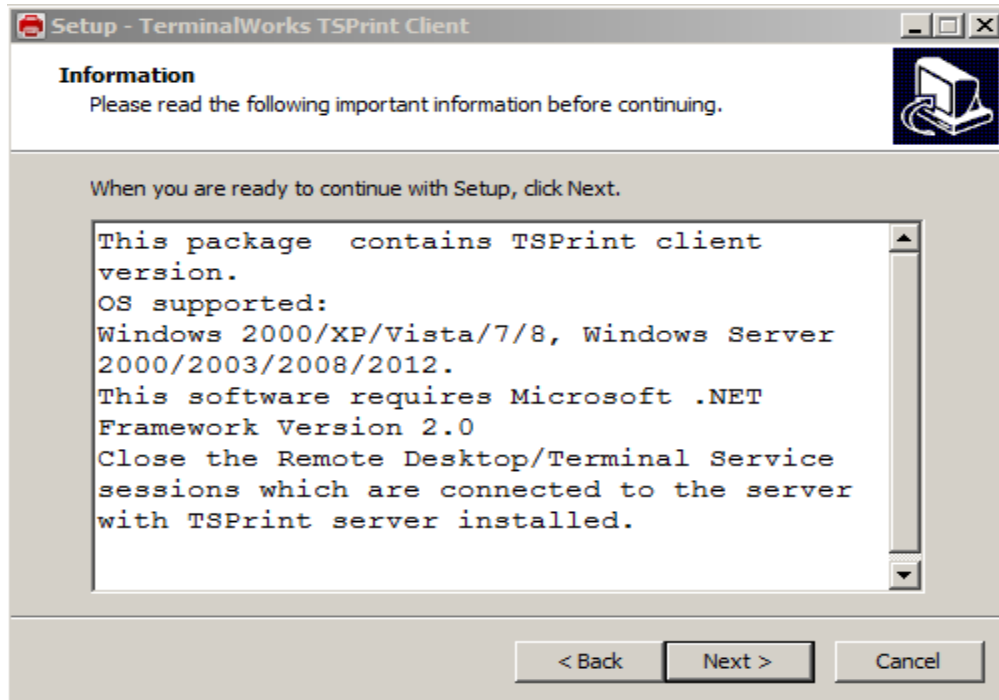 Setup - TerminalWorks TSPrint Client
Information
Please read the following important information before continuing.
When you are ready to continue with Setup, click Next.
This package  contains TSPrint client
version.
OS supported:
Windows 2000/XP/Vista/7/8, Windows Server
2000/2003/2008/2012.
This software requires Microsoft .NET
Framework Version 2.0
Close the Remote Desktop/Terminal Service
sessions which are connected to the server
with TSPrint server installed.
< Back Next > Cancel